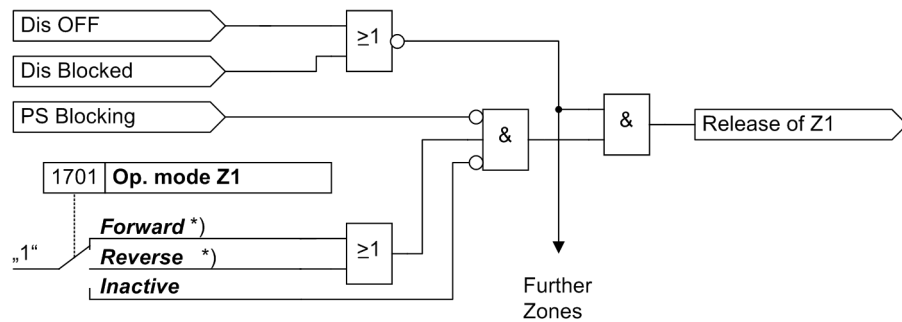 Dis OFF
≥1
Dis Blocked
PS Blocking
&
&
Release of Z1
1701 Op. mode Z1
Forward *)
„1“
Reverse *)
≥1
Inactive
Further
Zones